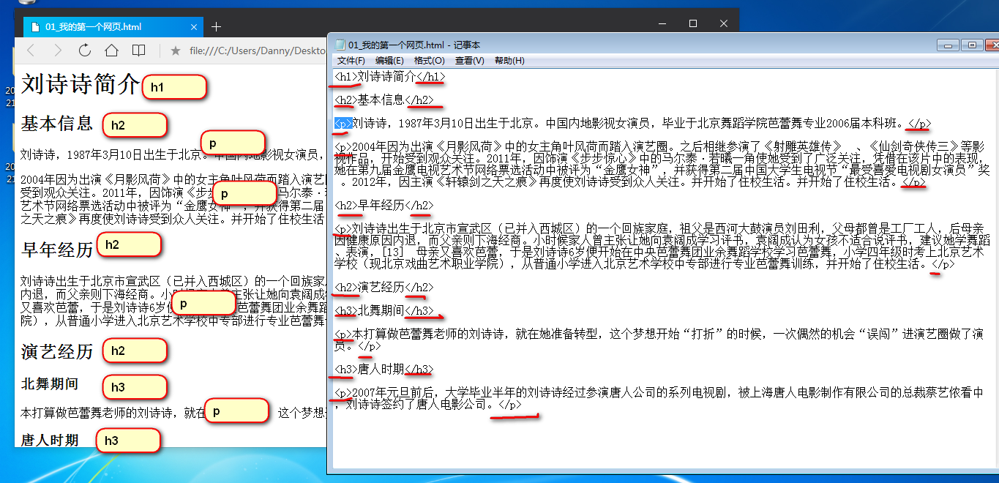 01_我的第一个网页.html
file:///C:/Users/Danny/Deskto
刘诗诗简介 h1
基本信息 h2
p
刘诗诗，1987年3月10日出生于北京。中国内地影视女演员，
2004年因为出演《月影风荷》中的女主角叶风荷而踏入演艺
受到观众关注。2011年，因饰演《步步 p 马尔泰·
艺术节网络票选活动中被评为“金鹰女神”，并获得第二届
之天之痕》再度使刘诗诗受到众人关注。并开始了住校生活
早年经历 h2
刘诗诗出生于北京市宣武区（已并入西城区）的一个回族家
内退，而父亲则下海经商。小时候家人曾主张让她向袁阔成
又喜欢芭蕾，于是刘诗诗6岁便 p 芭蕾舞团业余舞蹈
院），从普通小学进入北京艺术学校中专部进行专业芭蕾舞
演艺经历 h2
北舞期间 h3
本打算做芭蕾舞老师的刘诗诗，就在 p 这个梦想
唐人时期 h3
01_我的第一个网页.html - 记事本
文件(F) 编辑(E) 格式(O) 查看(V) 帮助(H)
<h1>刘诗诗简介</h1>
<h2>基本信息</h2>
<p>刘诗诗，1987年3月10日出生于北京。中国内地影视女演员，毕业于北京舞蹈学院芭蕾舞专业2006届本科班。</p>
<p>2004年因为出演《月影风荷》中的女主角叶风荷而踏入演艺圈。之后相继参演了《射雕英雄传》 、《仙剑奇侠传三》等影
视作品，开始受到观众关注。2011年，因饰演《步步惊心》中的马尔泰·若曦一角使她受到了广泛关注，凭借在该片中的表现，
她在第九届金鹰电视艺术节网络票选活动中被评为“金鹰女神”，并获得第二届中国大学生电视节“最受喜爱电视剧女演员”奖
。2012年，因主演《轩辕剑之天之痕》再度使刘诗诗受到众人关注。并开始了住校生活。并开始了住校生活。</p>
<h2>早年经历</h2>
<p>刘诗诗出生于北京市宣武区（已并入西城区）的一个回族家庭，祖父是西河大鼓演员刘田利，父母都曾是工厂工人，后母亲
因健康原因内退，而父亲则下海经商。小时候家人曾主张让她向袁阔成学习评书，袁阔成认为女孩不适合说评书，建议她学舞蹈
、表演，[13] 母亲又喜欢芭蕾，于是刘诗诗6岁便开始在中央芭蕾舞团业余舞蹈学校学习芭蕾舞，小学四年级时考上北京艺术
学校（现北京戏曲艺术职业学院），从普通小学进入北京艺术学校中专部进行专业芭蕾舞训练，并开始了住校生活。</p>
<h2>演艺经历</h2>
<h3>北舞期间</h3>
<p>本打算做芭蕾舞老师的刘诗诗，就在她准备转型，这个梦想开始“打折”的时候，一次偶然的机会“误闯”进演艺圈做了演
员。</p>
<h3>唐人时期</h3>
<p>2007年元旦前后，大学毕业半年的刘诗诗经过参演唐人公司的系列电视剧，被上海唐人电影制作有限公司的总裁蔡艺侬看中
，刘诗诗签约了唐人电影公司。</p>
20
21
20
21